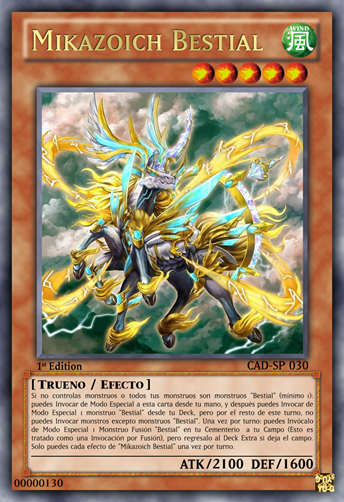 MIKAZOICH BESTIAL
WIND
風
1st Edition
CAD-SP 030
[ TRUENO / EFECTO ]
Si no controlas monstruos o todos tus monstruos son monstruos "Bestial" (mínimo 1):
puedes Invocar de Modo Especial a esta carta desde tu mano, y después puedes Invocar de
Modo Especial 1 monstruo "Bestial" desde tu Deck, pero por el resto de este turno, no
puedes Invocar monstruos excepto monstruos "Bestial". Una vez por turno: puedes Invócalo
de Modo Especial 1 Monstruo Fusión "Bestial" en tu Cementerio a tu Campo (Esto es
tratado como una Invocación por Fusión), pero regrésalo al Deck Extra si deja el campo.
Solo puedes cada efecto de "Mikazoich Bestial" una vez por turno.
ATK/2100 DEF/1600
00000130